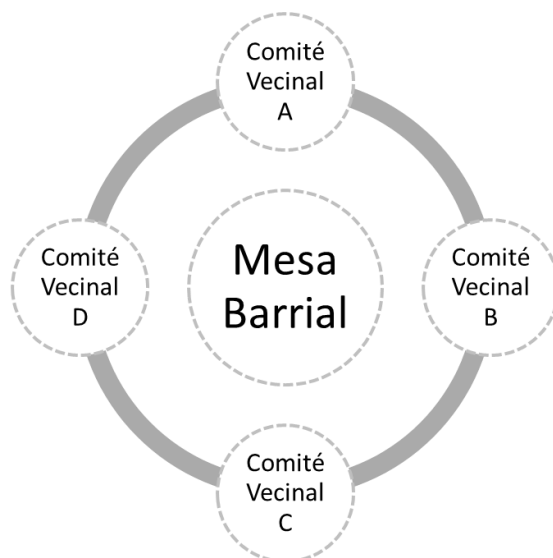 Comité
Vecinal
A
Comité
Vecinal
D
Mesa
Barrial
Comité
Vecinal
B
Comité
Vecinal
C